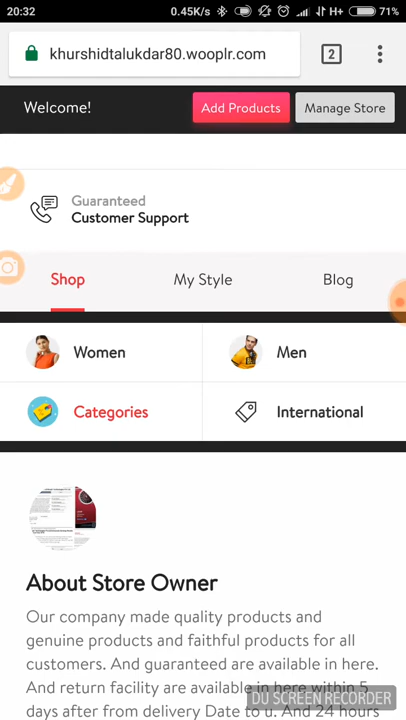 20:32 0.45K/s H+ 71%
khurshidtalukdar80.wooplr.com 2
Welcome! Add Products Manage Store
Guaranteed
Customer Support
Shop My Style Blog
Women Men
Categories International
About Store Owner
Our company made quality products and
genuine products and faithful products for all
customers. And guaranteed are available in here.
And return facility are available in here within 5
days after from delivery Date to u. And 24 hours
DU SCREEN RECORDER